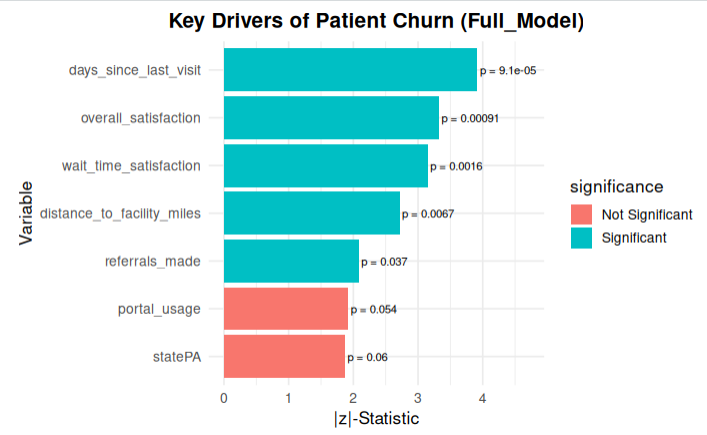 Key Drivers of Patient Churn (Full_Model)
Variable
days_since_last_visit
p = 9.1e-05
overall_satisfaction
p = 0.00091
wait_time_satisfaction
p = 0.0016
distance_to_facility_miles
p = 0.0067
referrals_made
p = 0.037
portal_usage
p = 0.054
statePA
p = 0.06
0 1 2 3 4
|z|-Statistic
significance
Not Significant
Significant